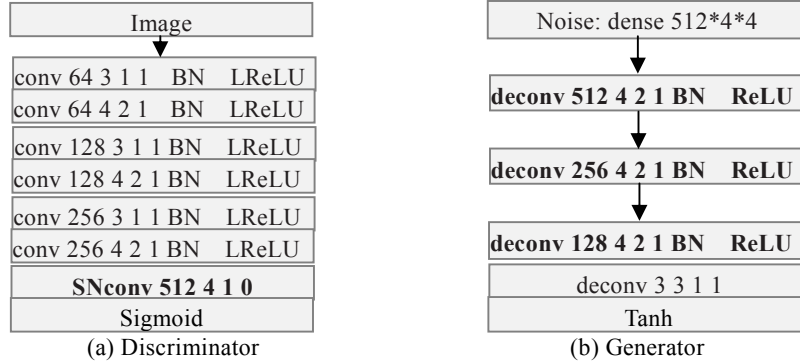 Image
conv 64 3 1 1 BN LReLU
conv 64 4 2 1 BN LReLU
conv 128 3 1 1 BN LReLU
conv 128 4 2 1 BN LReLU
conv 256 3 1 1 BN LReLU
conv 256 4 2 1 BN LReLU
SNconv 512 4 1 0
Sigmoid
(a) Discriminator
Noise: dense 512*4*4
deconv 512 4 2 1 BN ReLU
deconv 256 4 2 1 BN ReLU
deconv 128 4 2 1 BN ReLU
deconv 3 3 1 1
Tanh
(b) Generator